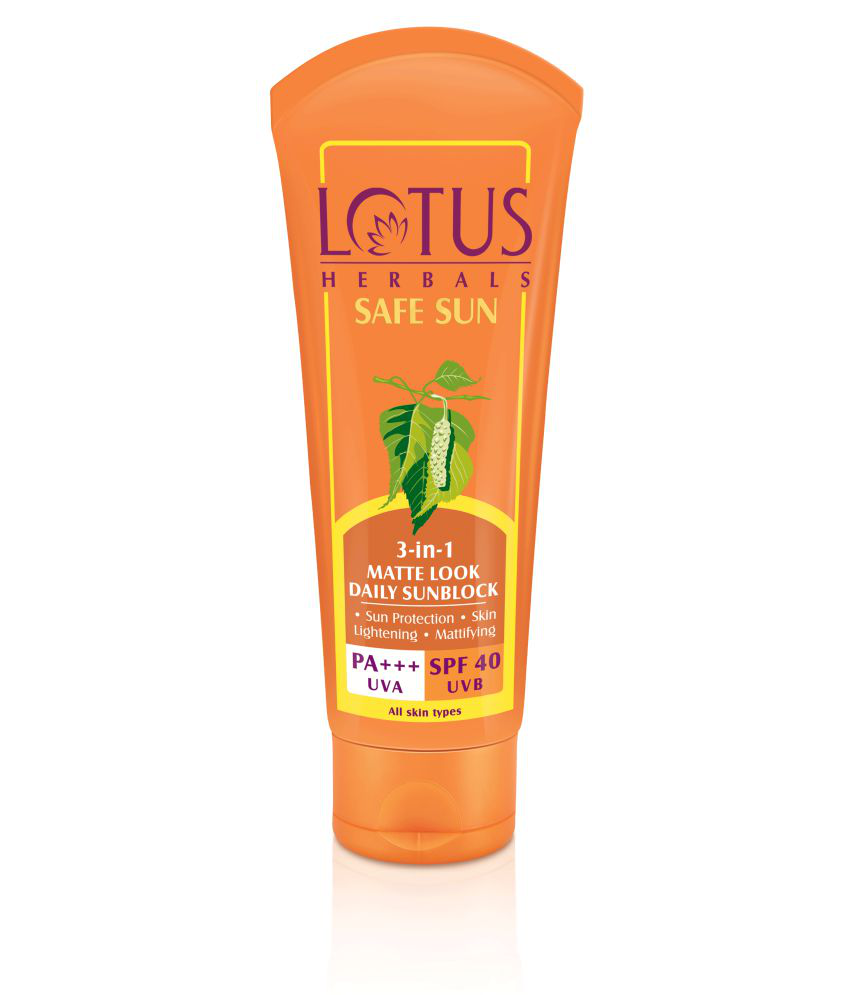 LOTUS
HERBALS
SAFE SUN
3-in-1
MATTE LOOK
DAILY SUNBLOCK
• Sun Protection • Skin
Lightening • Mattifying
PA+++ SPF 40
UVA UVB
All skin types